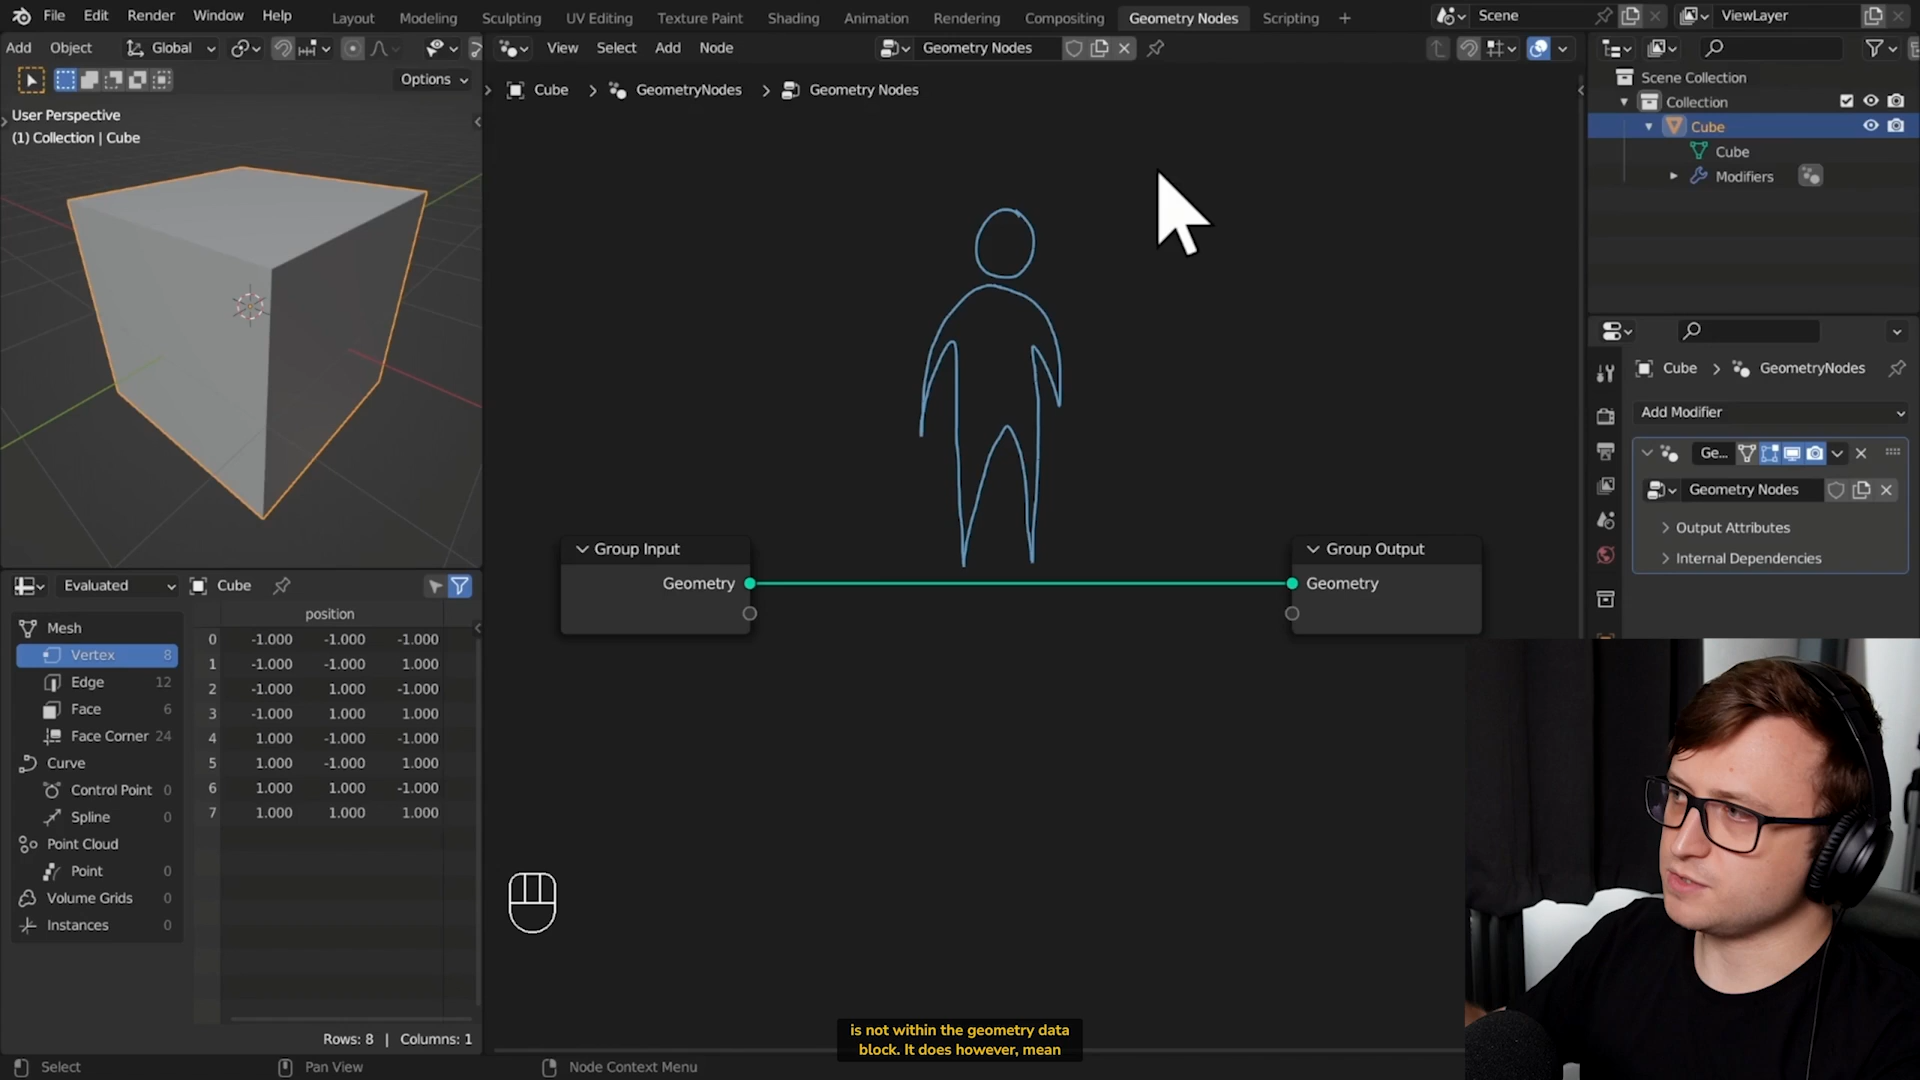 File Edit Render Window Help Layout Modeling Sculpting UV Editing Texture Paint Shading Animation Rendering Compositing Geometry Nodes Scripting + Scene ViewLayer
Add Object Global View Select Add Node Geometry Nodes
Options
Cube > GeometryNodes > Geometry Nodes
User Perspective
(1) Collection | Cube
Scene Collection
Collection
Cube
Cube
Modifiers
Cube > GeometryNodes
Add Modifier
Ge...
Geometry Nodes
Output Attributes
Internal Dependencies
Group Input
Geometry
Group Output
Geometry
Evaluated Cube
position
Mesh
Vertex 8
Edge 12
Face 6
Face Corner 24
Curve
Control Point 0
Spline 0
Point Cloud
Point 0
Volume Grids 0
Instances 0
0 -1.000 -1.000 -1.000
1 -1.000 -1.000 1.000
2 -1.000 1.000 -1.000
3 -1.000 1.000 1.000
4 1.000 -1.000 -1.000
5 1.000 -1.000 1.000
6 1.000 1.000 -1.000
7 1.000 1.000 1.000
Rows: 8 | Columns: 1
is not within the geometry data
block. It does however, mean
Select Pan View Node Context Menu